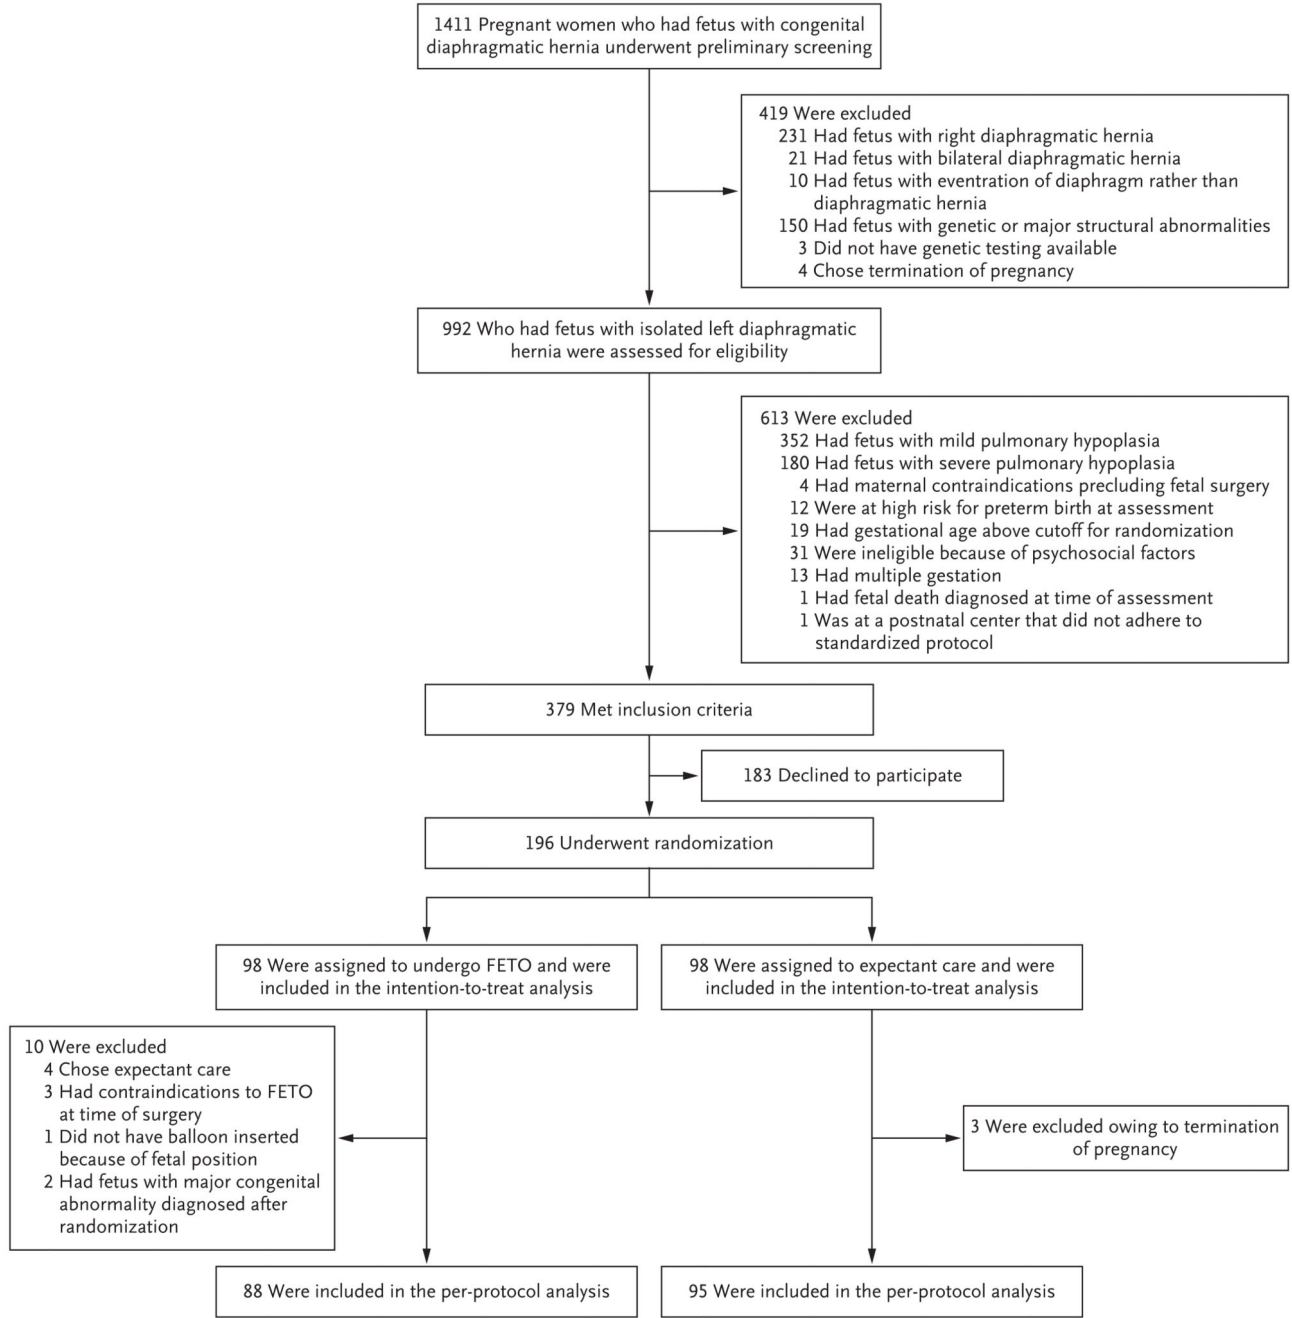 1411 Pregnant women who had fetus with congenital
diaphragmatic hernia underwent preliminary screening
419 Were excluded
231 Had fetus with right diaphragmatic hernia
21 Had fetus with bilateral diaphragmatic hernia
10 Had fetus with eventration of diaphragm rather than
diaphragmatic hernia
150 Had fetus with genetic or major structural abnormalities
3 Did not have genetic testing available
4 Chose termination of pregnancy
992 Who had fetus with isolated left diaphragmatic
hernia were assessed for eligibility
613 Were excluded
352 Had fetus with mild pulmonary hypoplasia
180 Had fetus with severe pulmonary hypoplasia
4 Had maternal contraindications precluding fetal surgery
12 Were at high risk for preterm birth at assessment
19 Had gestational age above cutoff for randomization
31 Were ineligible because of psychosocial factors
13 Had multiple gestation
1 Had fetal death diagnosed at time of assessment
1 Was at a postnatal center that did not adhere to
standardized protocol
379 Met inclusion criteria
183 Declined to participate
196 Underwent randomization
98 Were assigned to undergo FETO and were
included in the intention-to-treat analysis
98 Were assigned to expectant care and were
included in the intention-to-treat analysis
10 Were excluded
4 Chose expectant care
3 Had contraindications to FETO
at time of surgery
1 Did not have balloon inserted
because of fetal position
2 Had fetus with major congenital
abnormality diagnosed after
randomization
3 Were excluded owing to termination
of pregnancy
88 Were included in the per-protocol analysis
95 Were included in the per-protocol analysis